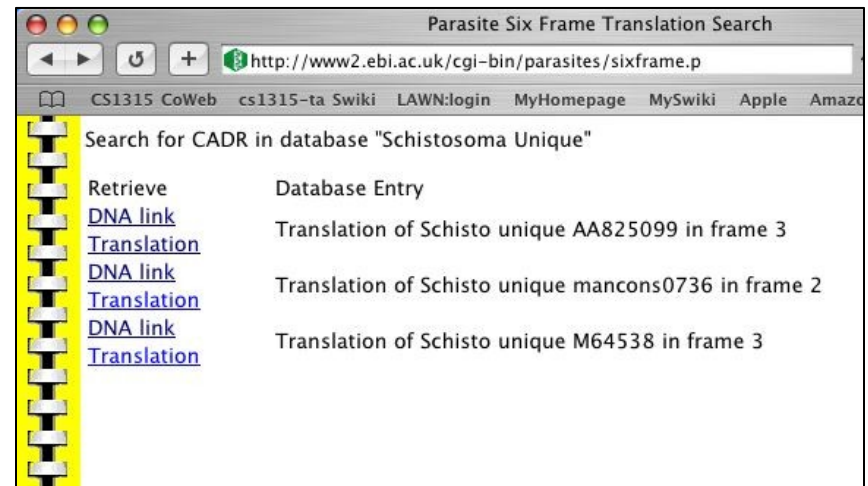 Parasite Six Frame Translation Search
http://www2.ebi.ac.uk/cgi-bin/parasites/sixframe.p
CS1315 CoWeb cs1315-ta Swiki LAWN:login MyHomepage MySwiki Apple Amazo
Search for CADR in database "Schistosoma Unique"
Retrieve Database Entry
DNA link
Translation of Schisto unique AA825099 in frame 3
Translation
DNA link
Translation of Schisto unique mancons0736 in frame 2
Translation
DNA link
Translation of Schisto unique M64538 in frame 3
Translation